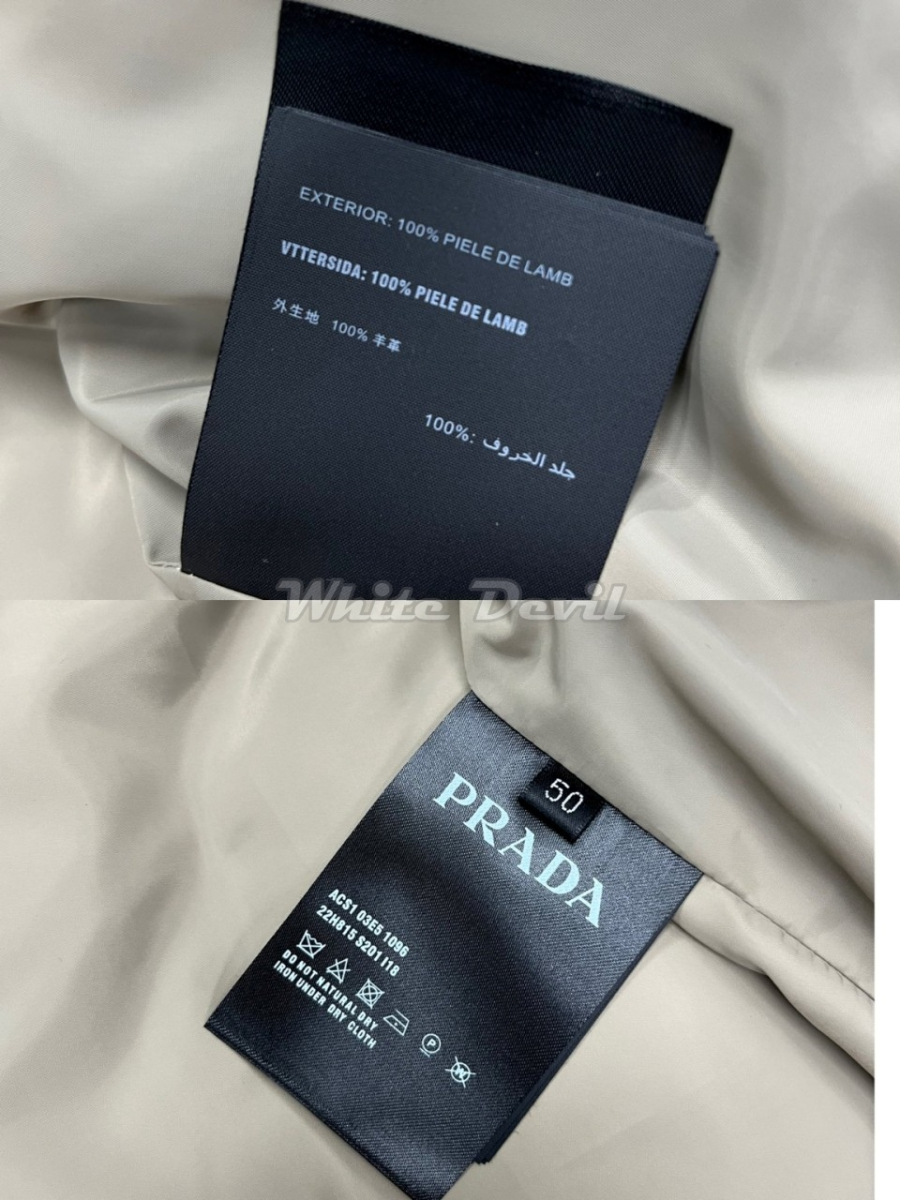 EXTERIOR: 100% PIELE DE LAMB
VTTERSIDA: 100% PIELE DE LAMB
外生地 100% 羊革
جلد الخروف :100%
White Devil
50
PRADA
ACS1 03E5 1096
22H815 S201 I18
DO NOT NATURAL DRY
IRON UNDER DRY CLOTH
P
W